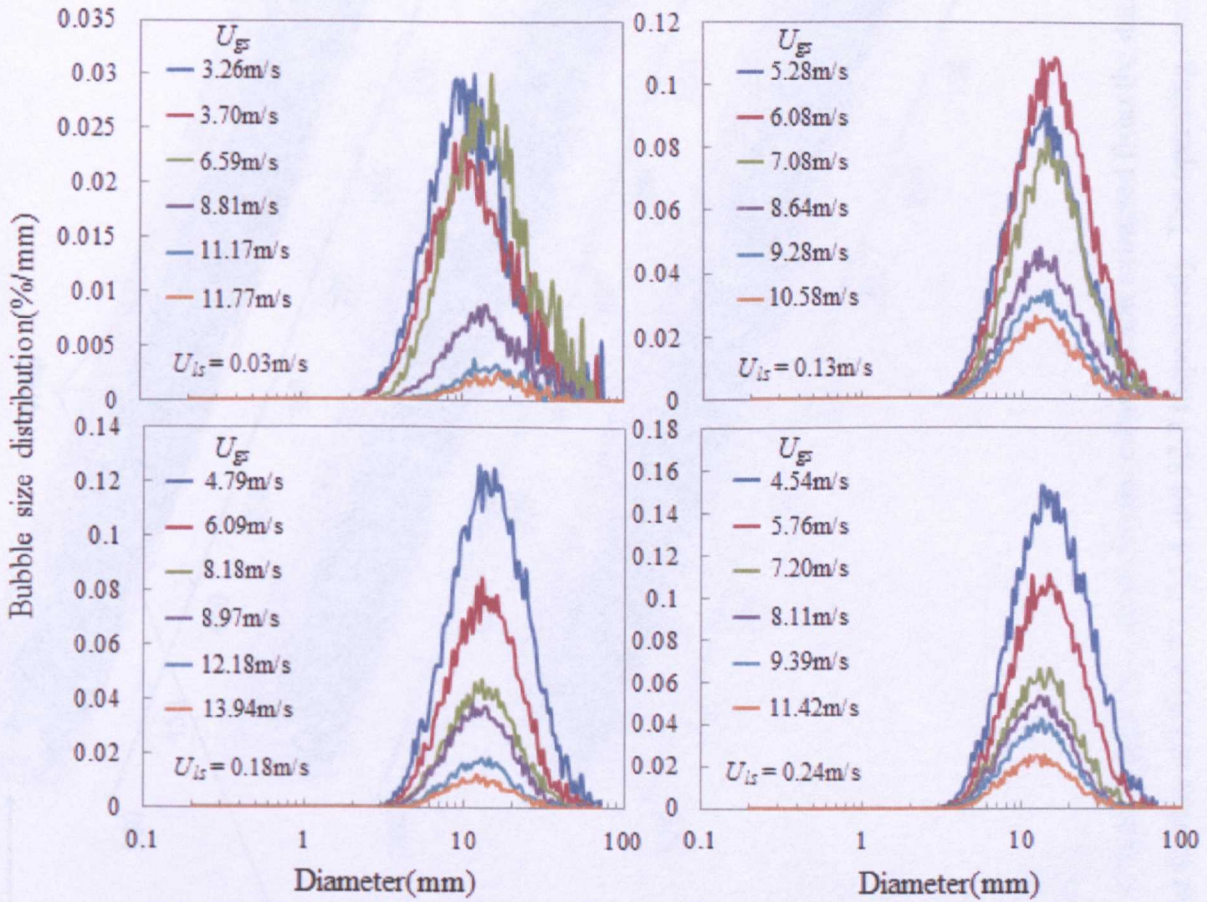 Bubble size distribution(%/mm)
0.035
0.03
0.025
0.02
0.015
0.01
0.005
0
Ugs
3.26m/s
3.70m/s
6.59m/s
8.81m/s
11.17m/s
11.77m/s
Uls = 0.03m/s
0.12
0.1
0.08
0.06
0.04
0.02
0
Ugs
5.28m/s
6.08m/s
7.08m/s
8.64m/s
9.28m/s
10.58m/s
Uls = 0.13m/s
0.14
0.12
0.1
0.08
0.06
0.04
0.02
0
Ugs
4.79m/s
6.09m/s
8.18m/s
8.97m/s
12.18m/s
13.94m/s
Uls = 0.18m/s
0.1 1 10 100
Diameter(mm)
0.18
0.16
0.14
0.12
0.1
0.08
0.06
0.04
0.02
0
Ugs
4.54m/s
5.76m/s
7.20m/s
8.11m/s
9.39m/s
11.42m/s
Uls = 0.24m/s
0.1 1 10 100
Diameter(mm)